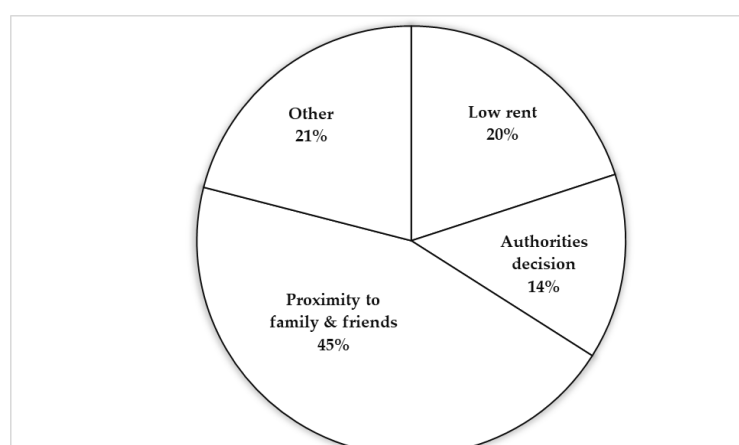 Other
21%
Low rent
20%
Authorities
decision
14%
Proximity to
family & friends
45%